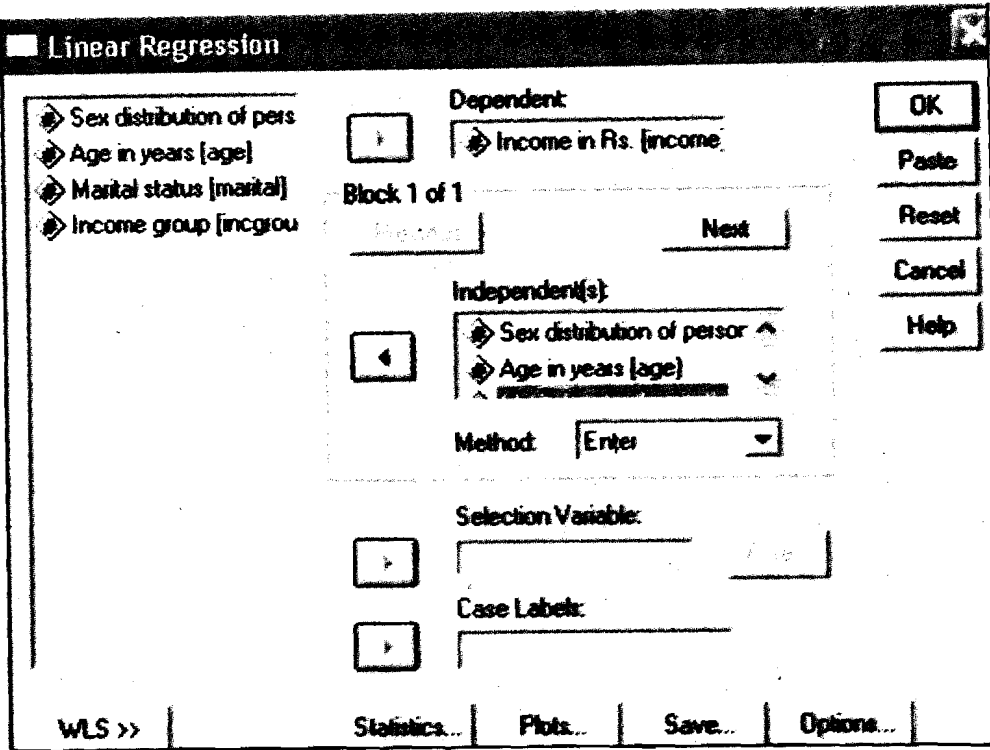 Linear Regression
Sex distribution of pers
Age in years [age]
Marital status [marital]
Income group [incgrou
Dependent:
Income in Rs. [income
Block 1 of 1
Next
Independent(s):
Sex distribution of person
Age in years [age]
Method: Enter
Selection Variable:
Case Labels:
OK
Paste
Reset
Cancel
Help
WLS >>
Statistics...
Plots...
Save...
Options...